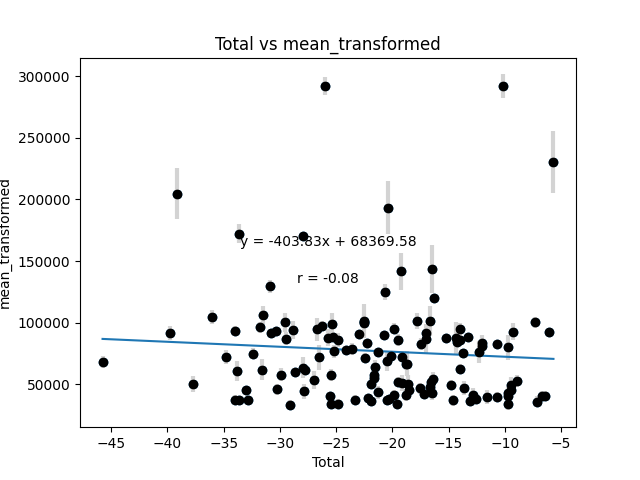 Total vs mean_transformed
mean_transformed
300000
250000
200000
150000
100000
50000
y = -403.83x + 68369.58
r = -0.08
−45 −40 −35 −30 −25 −20 −15 −10 −5
Total